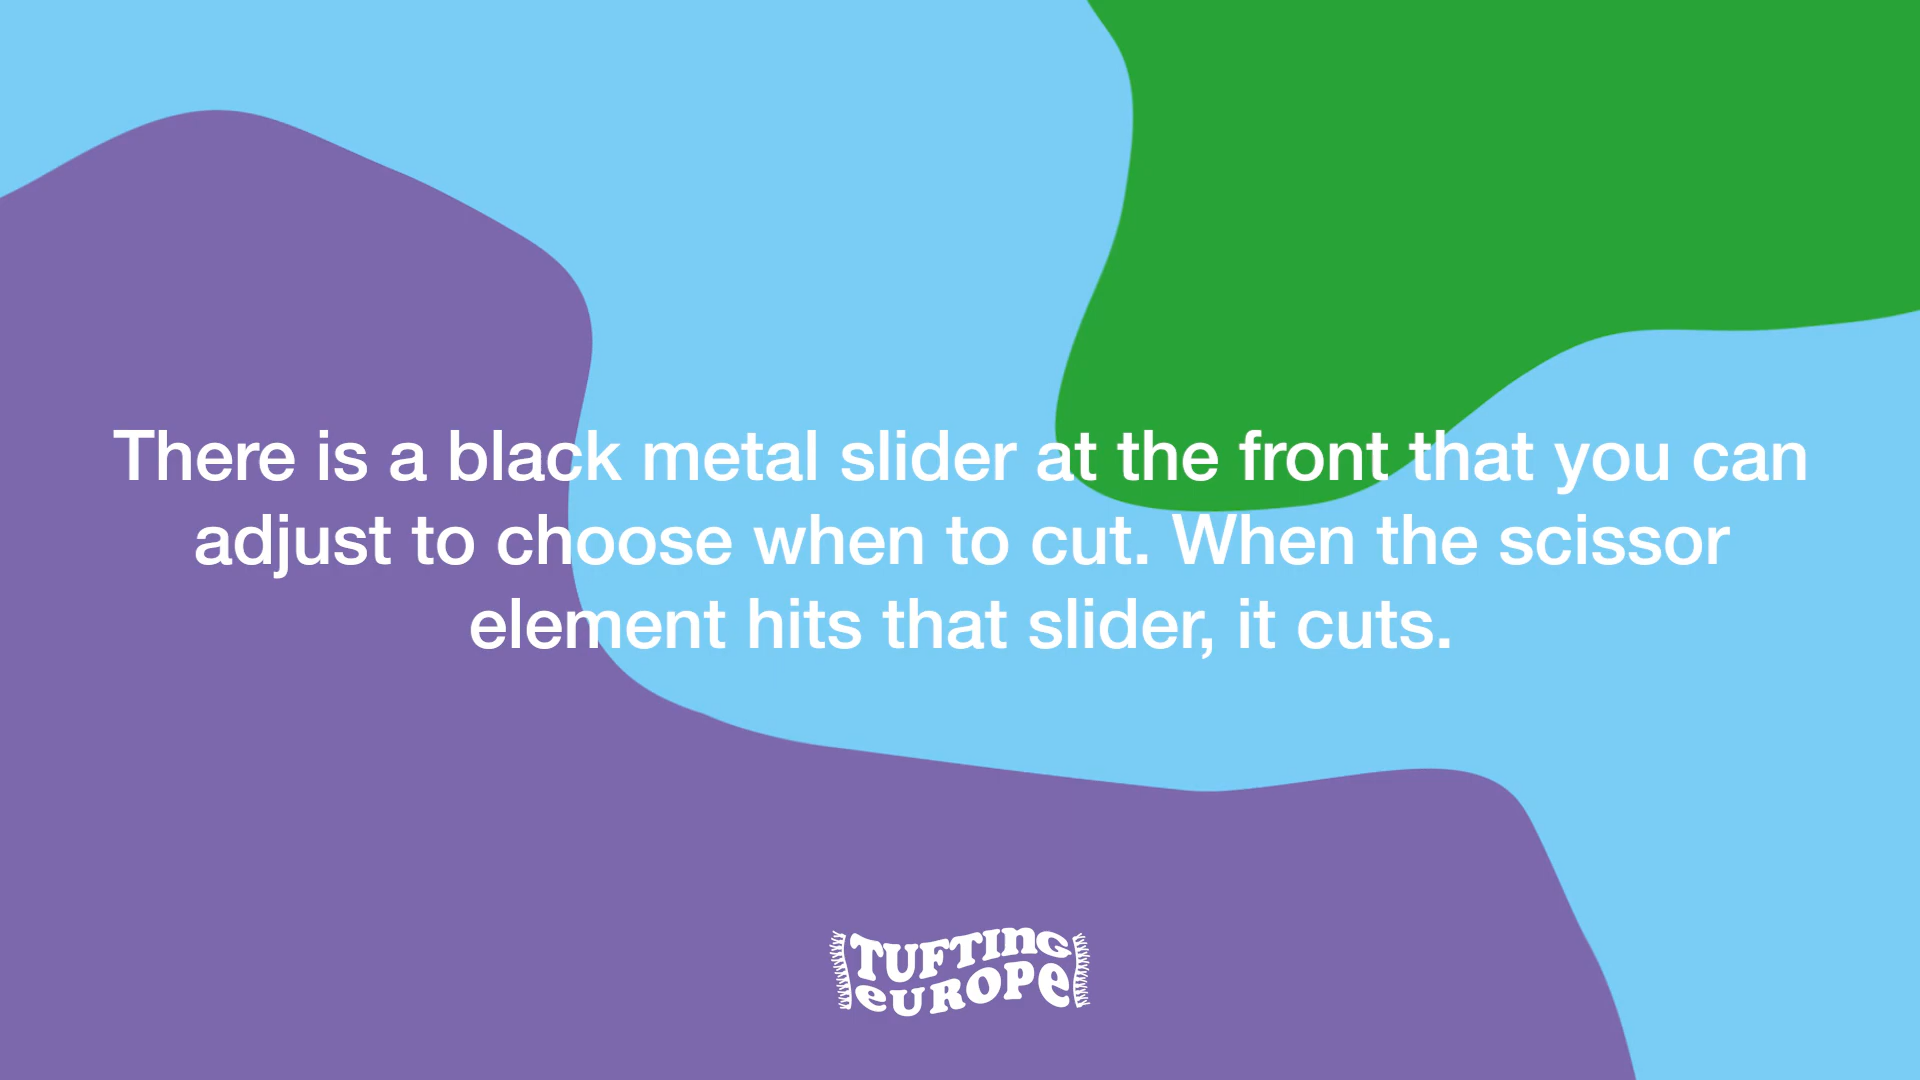 There is a black metal slider at the front that you can
adjust to choose when to cut. When the scissor
element hits that slider, it cuts.
TUFTING
EUROPE